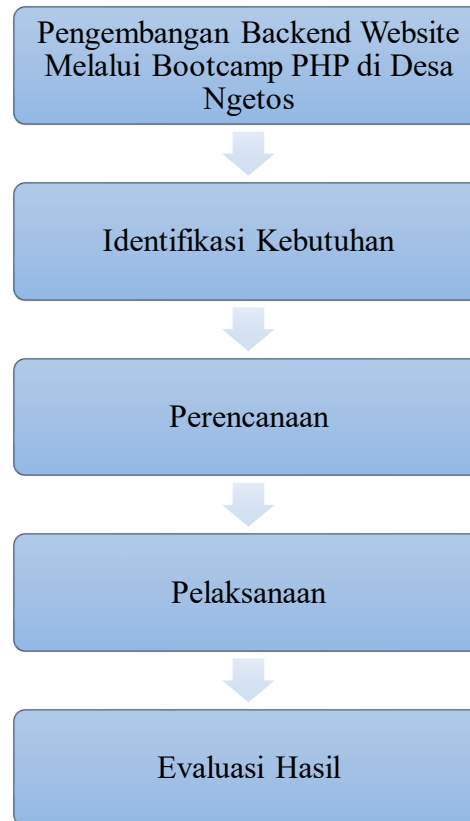 Pengembangan Backend Website
Melalui Bootcamp PHP di Desa
Ngetos
Identifikasi Kebutuhan
Perencanaan
Pelaksanaan
Evaluasi Hasil